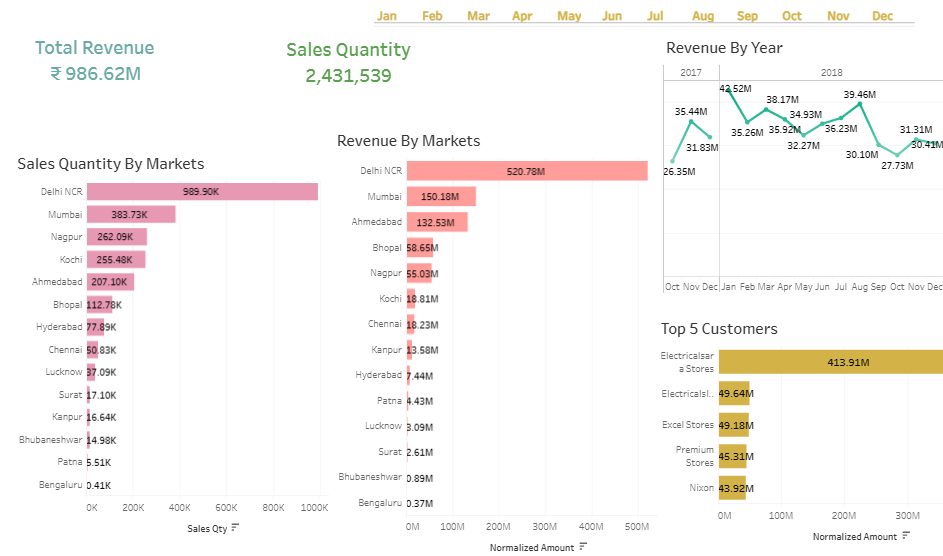 Jan Feb Mar Apr May Jun Jul Aug Sep Oct Nov Dec
Total Revenue
₹ 986.62M
Sales Quantity
2,431,539
Revenue By Year
2017 2018
42.52M
39.46M
38.17M
35.44M
34.93M
35.26M
35.92M
36.23M
31.83M
32.27M
31.31M
30.41M
30.10M
27.73M
26.35M
Oct Nov Dec Jan Feb Mar Apr May Jun Jul Aug Sep Oct Nov Dec
Sales Quantity By Markets
Delhi NCR 989.90K
Mumbai 383.73K
Nagpur 262.09K
Kochi 255.48K
Ahmedabad 207.10K
Bhopal 112.78K
Hyderabad 77.89K
Chennai 50.83K
Lucknow 37.09K
Surat 17.10K
Kanpur 16.64K
Bhubaneshwar 14.98K
Patna 5.51K
Bengaluru 0.41K
0K 200K 400K 600K 800K 1000K
Sales Qty
Revenue By Markets
Delhi NCR 520.78M
Mumbai 150.18M
Ahmedabad 132.53M
Bhopal 58.65M
Nagpur 55.03M
Kochi 18.81M
Chennai 18.23M
Kanpur 13.58M
Hyderabad 7.44M
Patna 4.43M
Lucknow 3.09M
Surat 2.61M
Bhubaneshwar 0.89M
Bengaluru 0.37M
0M 100M 200M 300M 400M 500M
Normalized Amount
Top 5 Customers
Electricalsar
a Stores 413.91M
Electricalsl.. 49.64M
Excel Stores 49.18M
Premium
Stores 45.31M
Nixon 43.92M
0M 100M 200M 300M
Normalized Amount